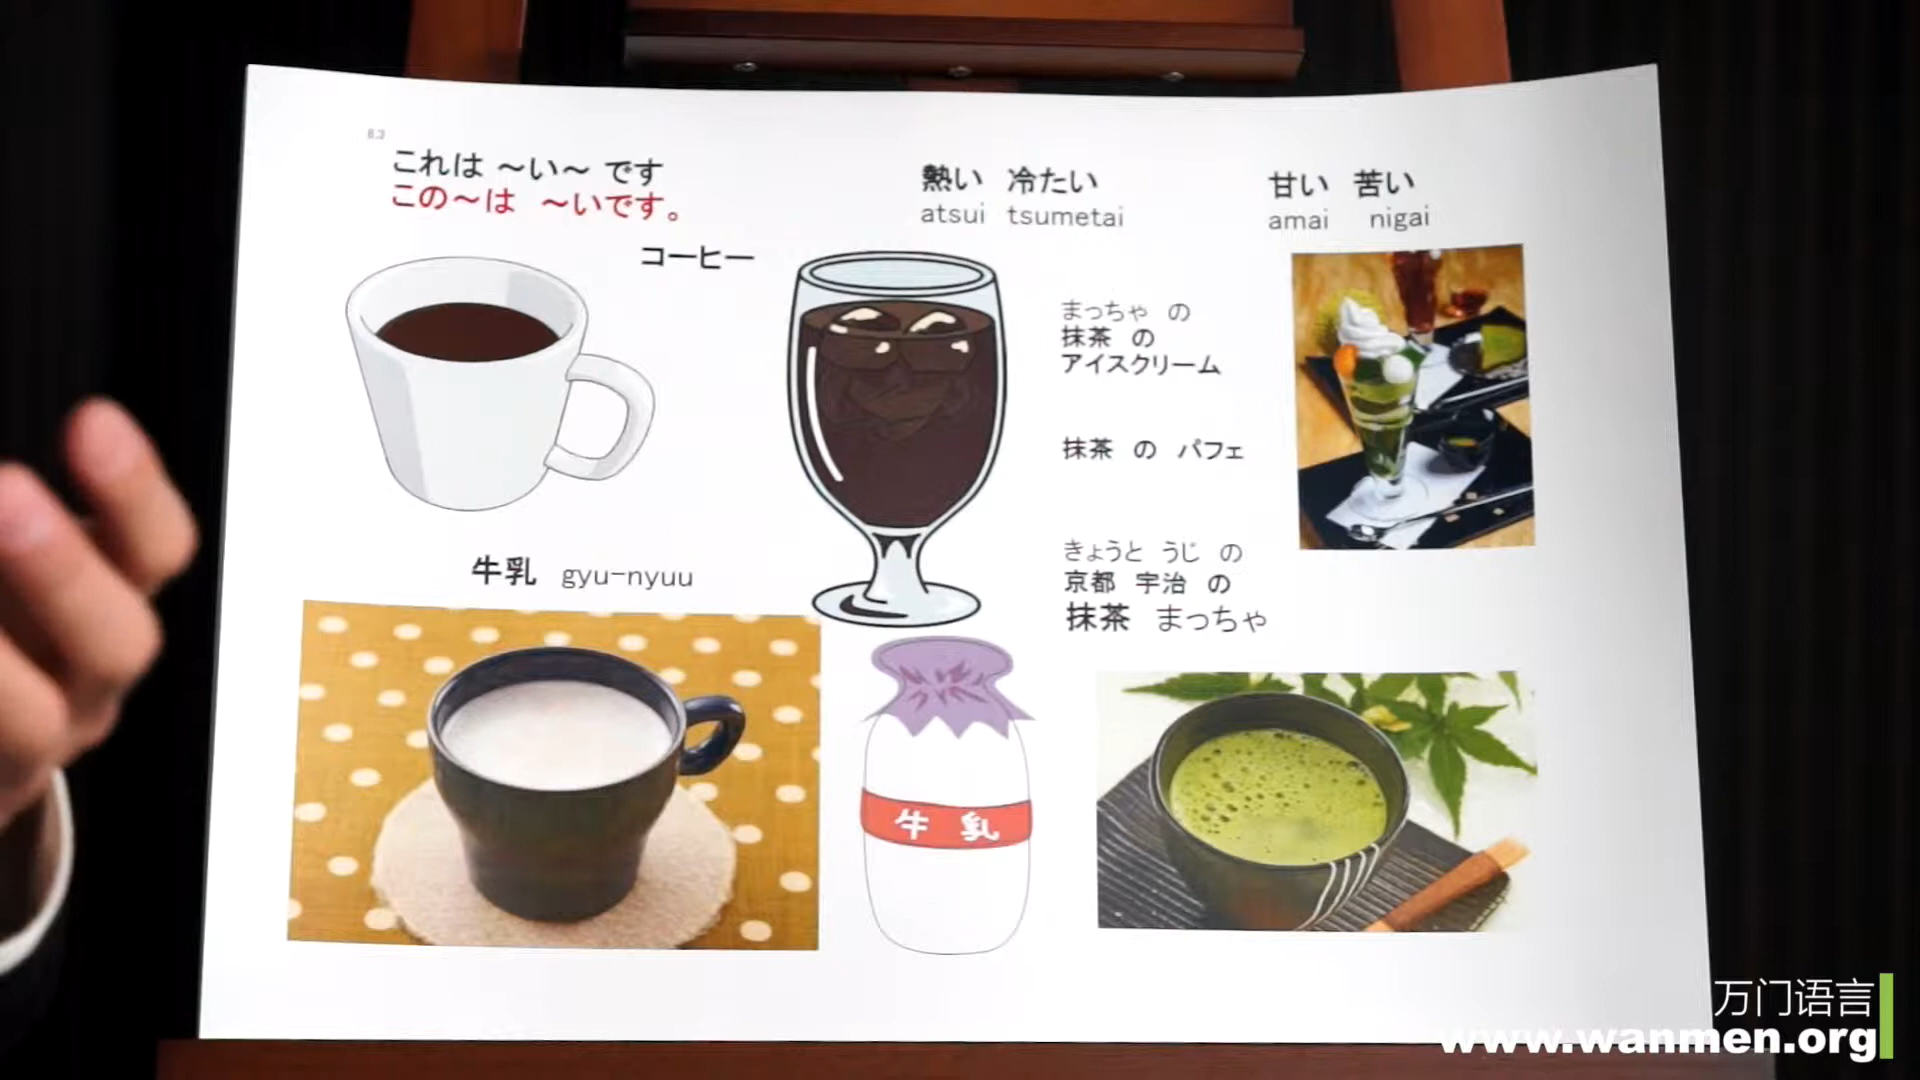 8.3
これは ～い～ です
この～は ～いです。
熱い 冷たい
atsui tsumetai
甘い 苦い
amai nigai
コーヒー
まっちゃ の
抹茶 の
アイスクリーム
抹茶 の パフェ
牛乳 gyu-nyuu
きょうと うじ の
京都 宇治 の
抹茶 まっちゃ
牛 乳
万门语言
www.wanmen.org